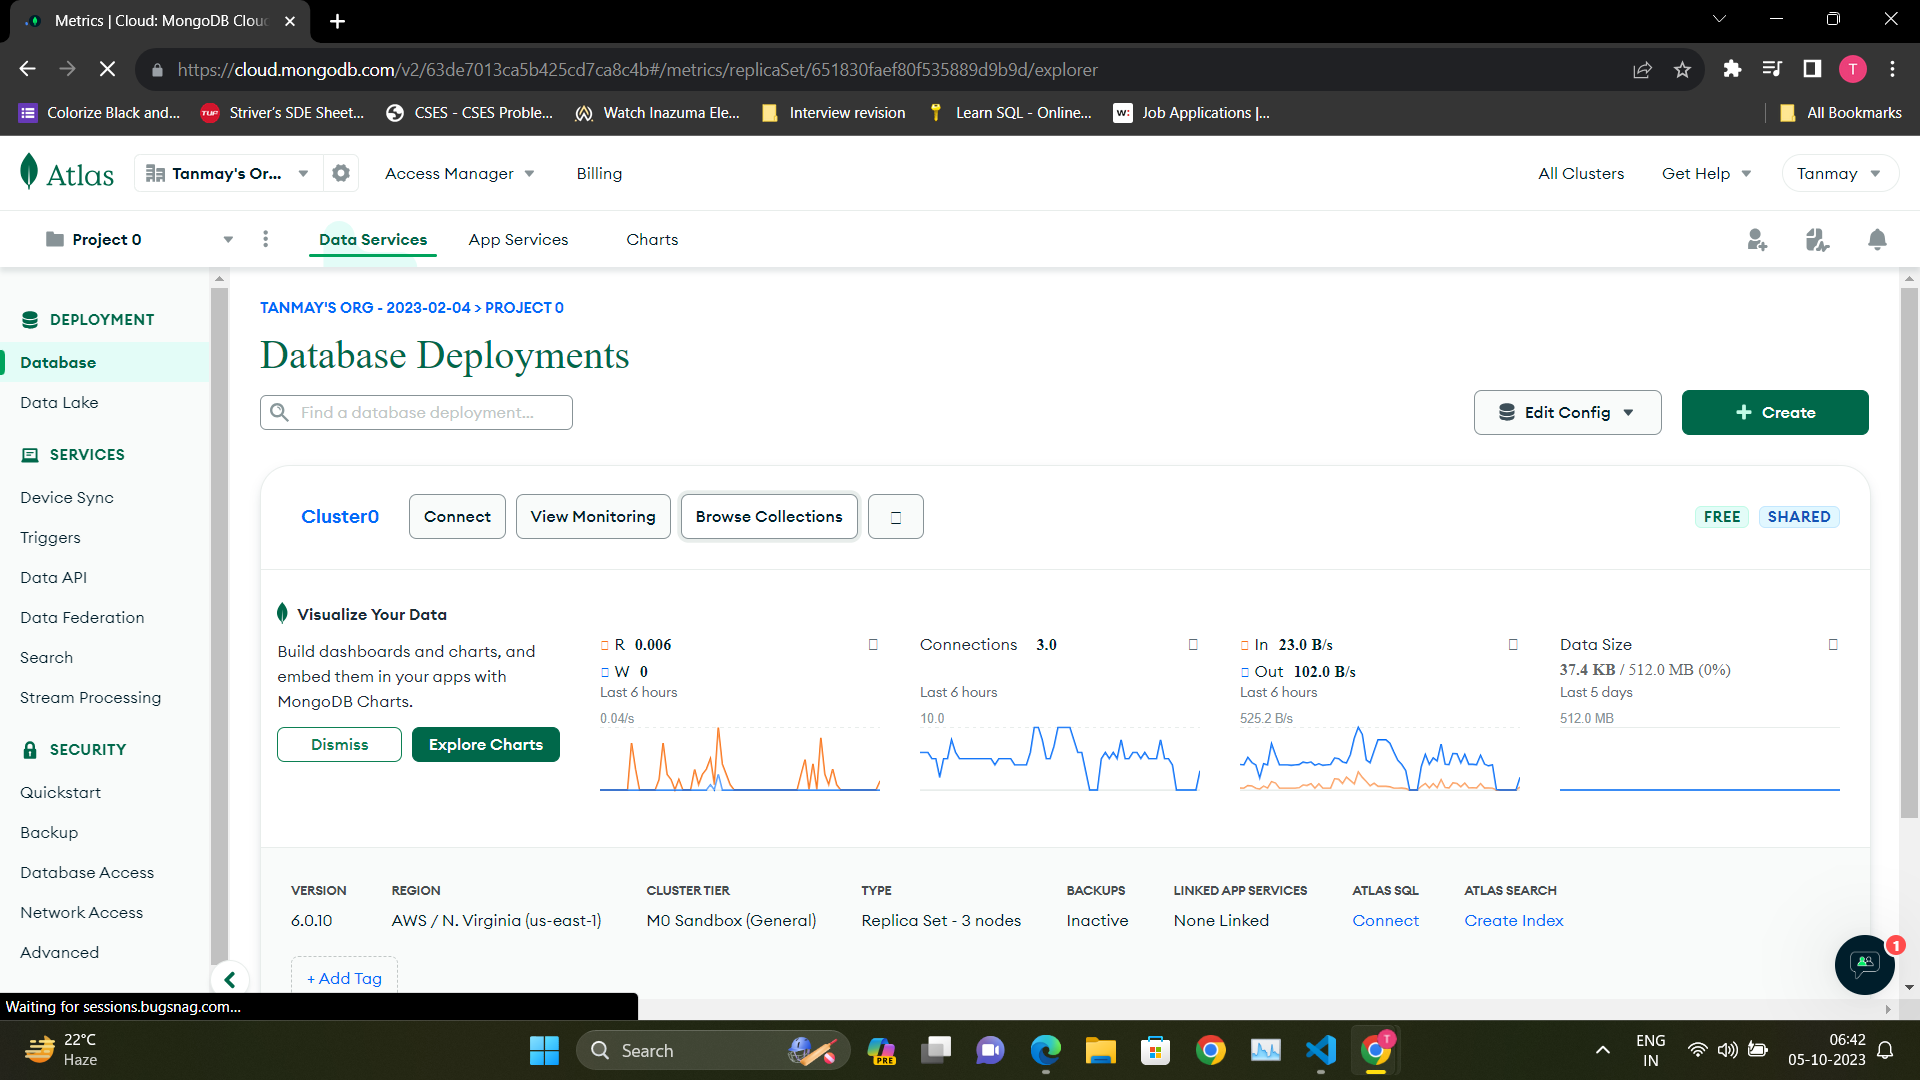 Metrics | Cloud: MongoDB Clou
https://cloud.mongodb.com/v2/63de7013ca5b425cd7ca8c4b#/metrics/replicaSet/651830faef80f535889d9b9d/explorer
T
Colorize Black and... TUF Striver's SDE Sheet... CSES - CSES Proble... Watch Inazuma Ele... Interview revision Learn SQL - Online... w: Job Applications |... All Bookmarks
Atlas Tanmay's Or... Access Manager Billing All Clusters Get Help Tanmay
Project 0 Data Services App Services Charts
DEPLOYMENT
Database
Data Lake
SERVICES
Device Sync
Triggers
Data API
Data Federation
Search
Stream Processing
SECURITY
Quickstart
Backup
Database Access
Network Access
Advanced
TANMAY'S ORG - 2023-02-04 > PROJECT 0
Database Deployments
Find a database deployment...
Edit Config
+ Create
Cluster0 Connect View Monitoring Browse Collections FREE SHARED
Visualize Your Data
Build dashboards and charts, and
embed them in your apps with
MongoDB Charts.
Dismiss Explore Charts
R 0.006
W 0
Last 6 hours
0.04/s
Connections 3.0
Last 6 hours
10.0
In 23.0 B/s
Out 102.0 B/s
Last 6 hours
525.2 B/s
Data Size
37.4 KB / 512.0 MB (0%)
Last 5 days
512.0 MB
VERSION REGION CLUSTER TIER TYPE BACKUPS LINKED APP SERVICES ATLAS SQL ATLAS SEARCH
6.0.10 AWS / N. Virginia (us-east-1) M0 Sandbox (General) Replica Set - 3 nodes Inactive None Linked Connect Create Index
+ Add Tag
1
Waiting for sessions.bugsnag.com...
22°C
Haze
Search
PRE
T
ENG
IN
06:42
05-10-2023